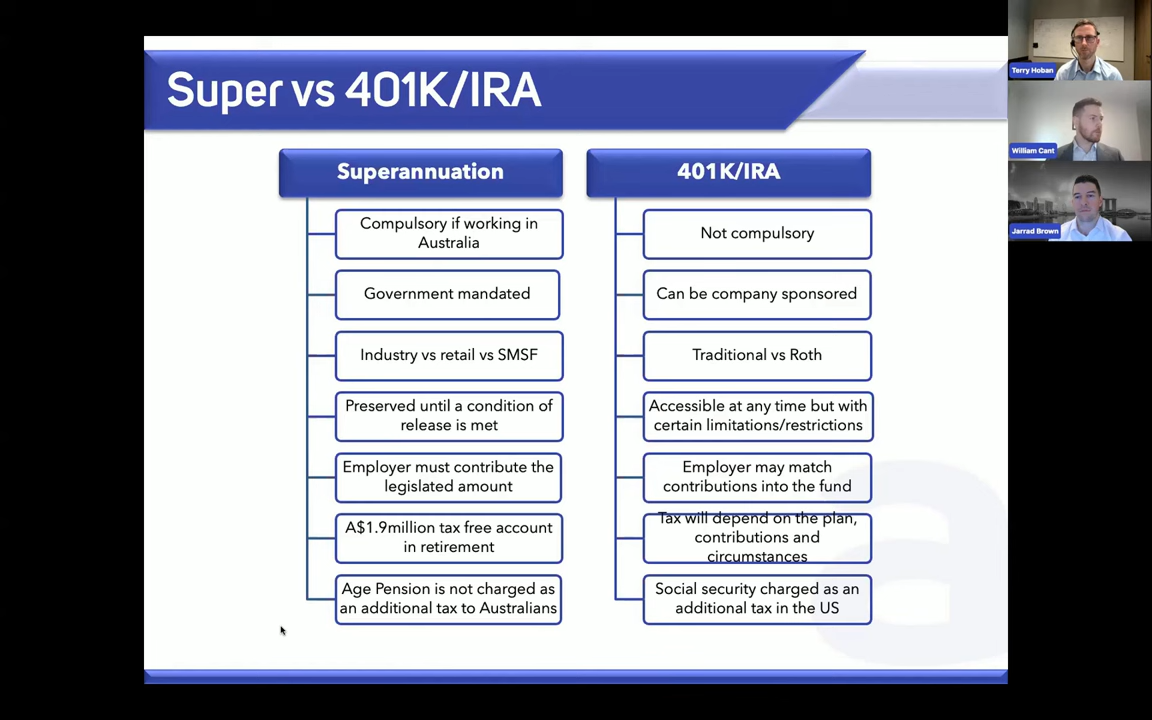 Super vs 401K/IRA
Superannuation
Compulsory if working in
Australia
Government mandated
Industry vs retail vs SMSF
Preserved until a condition of
release is met
Employer must contribute the
legislated amount
A$1.9million tax free account
in retirement
Age Pension is not charged as
an additional tax to Australians
401K/IRA
Not compulsory
Can be company sponsored
Traditional vs Roth
Accessible at any time but with
certain limitations/restrictions
Employer may match
contributions into the fund
Tax will depend on the plan,
contributions and
circumstances
Social security charged as an
additional tax in the US
Terry Hoban
William Cant
Jarrad Brown